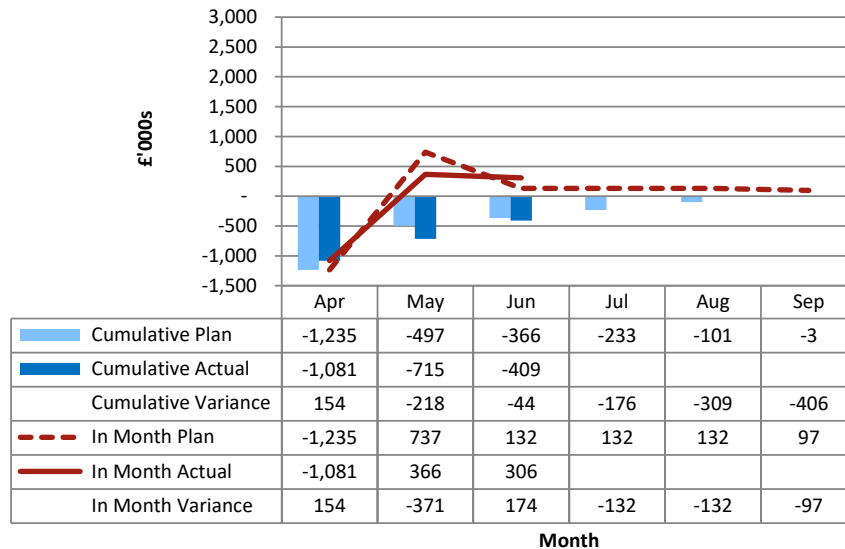 3,000
2,500
2,000
1,500
1,000
500
-
-500
-1,000
-1,500
£'000s
Apr May Jun Jul Aug Sep
Cumulative Plan -1,235 -497 -366 -233 -101 -3
Cumulative Actual -1,081 -715 -409
Cumulative Variance 154 -218 -44 -176 -309 -406
In Month Plan -1,235 737 132 132 132 97
In Month Actual -1,081 366 306
In Month Variance 154 -371 174 -132 -132 -97
Month